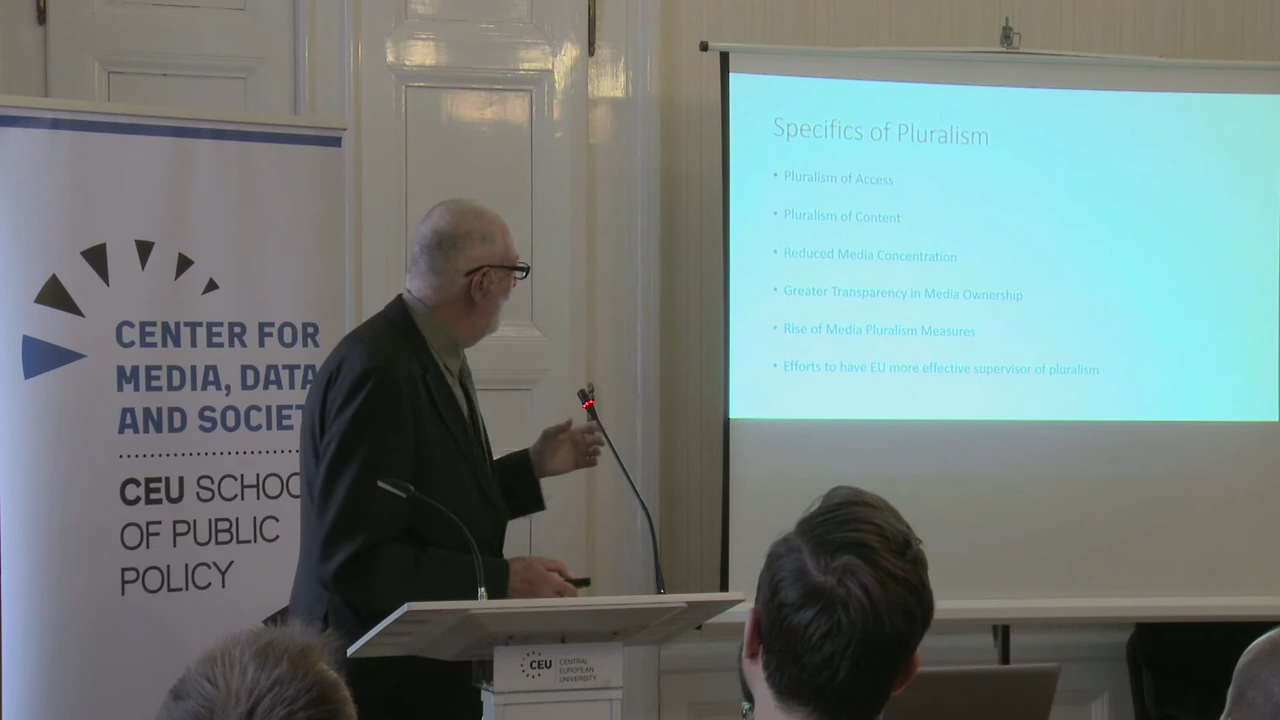 CENTER FOR
MEDIA, DATA
AND SOCIET
CEU SCHOO
OF PUBLIC
POLICY
Specifics of Pluralism
• Pluralism of Access
• Pluralism of Content
• Reduced Media Concentration
• Greater Transparency in Media Ownership
• Rise of Media Pluralism Measures
• Efforts to have EU more effective supervisor of pluralism
CEU
CENTRAL
EUROPEAN
UNIVERSITY